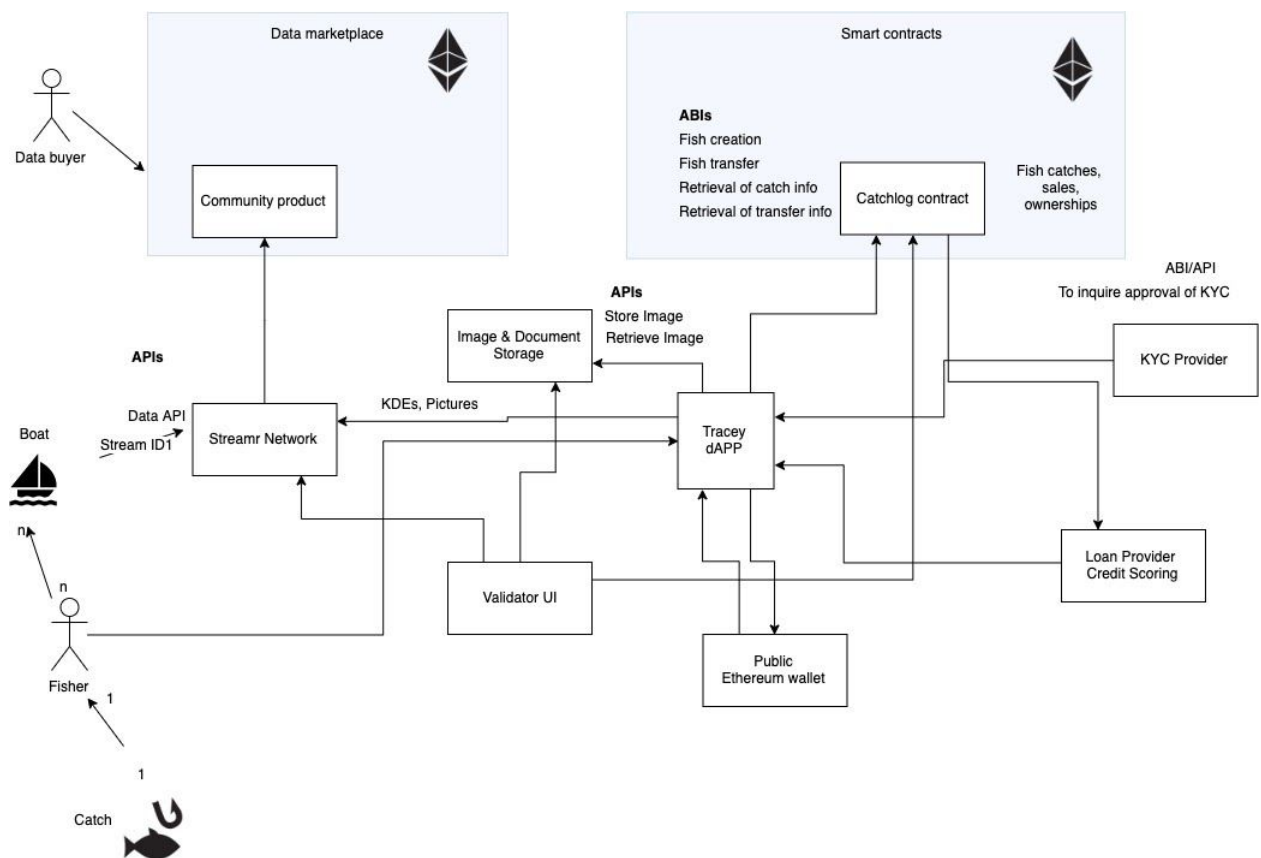 Data marketplace
Smart contracts
Data buyer
Community product
ABIs
Fish creation
Fish transfer
Retrieval of catch info
Retrieval of transfer info
Catchlog contract
Fish catches,
sales,
ownerships
ABI/API
To inquire approval of KYC
KYC Provider
APIs
Store Image
Retrieve Image
Image & Document
Storage
APIs
Data API
Stream ID1
Streamr Network
KDEs, Pictures
Tracey
dAPP
Boat
n
n
Fisher
1
1
Catch
Validator UI
Loan Provider
Credit Scoring
Public
Ethereum wallet